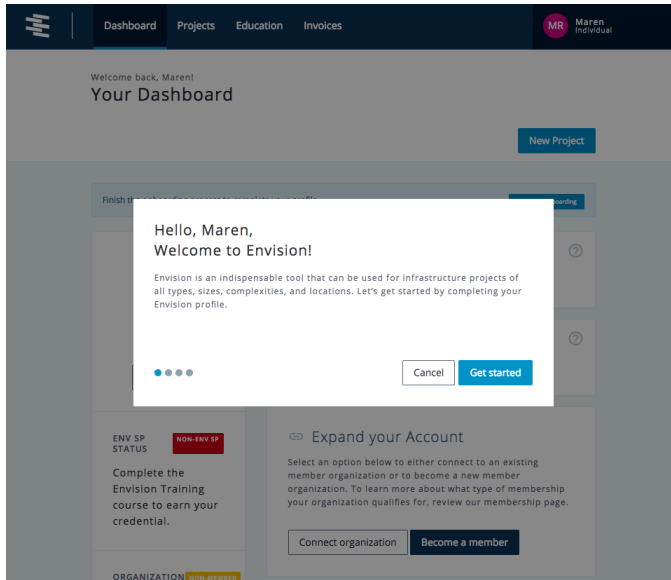 Dashboard Projects Education Invoices
MR Maren
Individual
Welcome back, Maren!
Your Dashboard
New Project
Finish th
oarding
Hello, Maren,
Welcome to Envision!
Envision is an indispensable tool that can be used for infrastructure projects of
all types, sizes, complexities, and locations. Let's get started by completing your
Envision profile.
Cancel Get started
ENV SP
STATUS
NON-ENV SP
Complete the
Envision Training
course to earn your
credential.
Expand your Account
Select an option below to either connect to an existing
member organization or to become a new member
organization. To learn more about what type of membership
your organization qualifies for, review our membership page.
Connect organization Become a member
ORGANIZATION NON-MEMBER